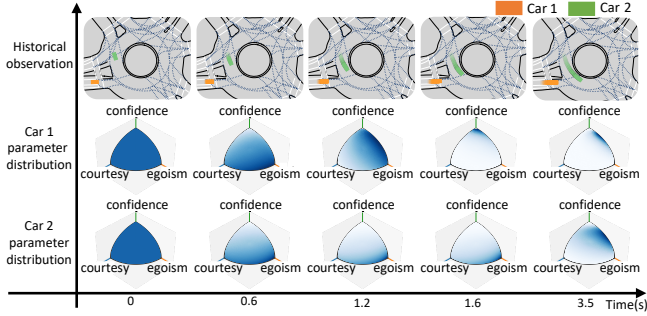 Car 1 Car 2
Historical
observation
confidence confidence confidence confidence confidence
Car 1
parameter
distribution
courtesy egoism courtesy egoism courtesy egoism courtesy egoism courtesy egoism
confidence confidence confidence confidence confidence
Car 2
parameter
distribution
courtesy egoism courtesy egoism courtesy egoism courtesy egoism courtesy egoism
0 0.6 1.2 1.6 3.5 Time(s)